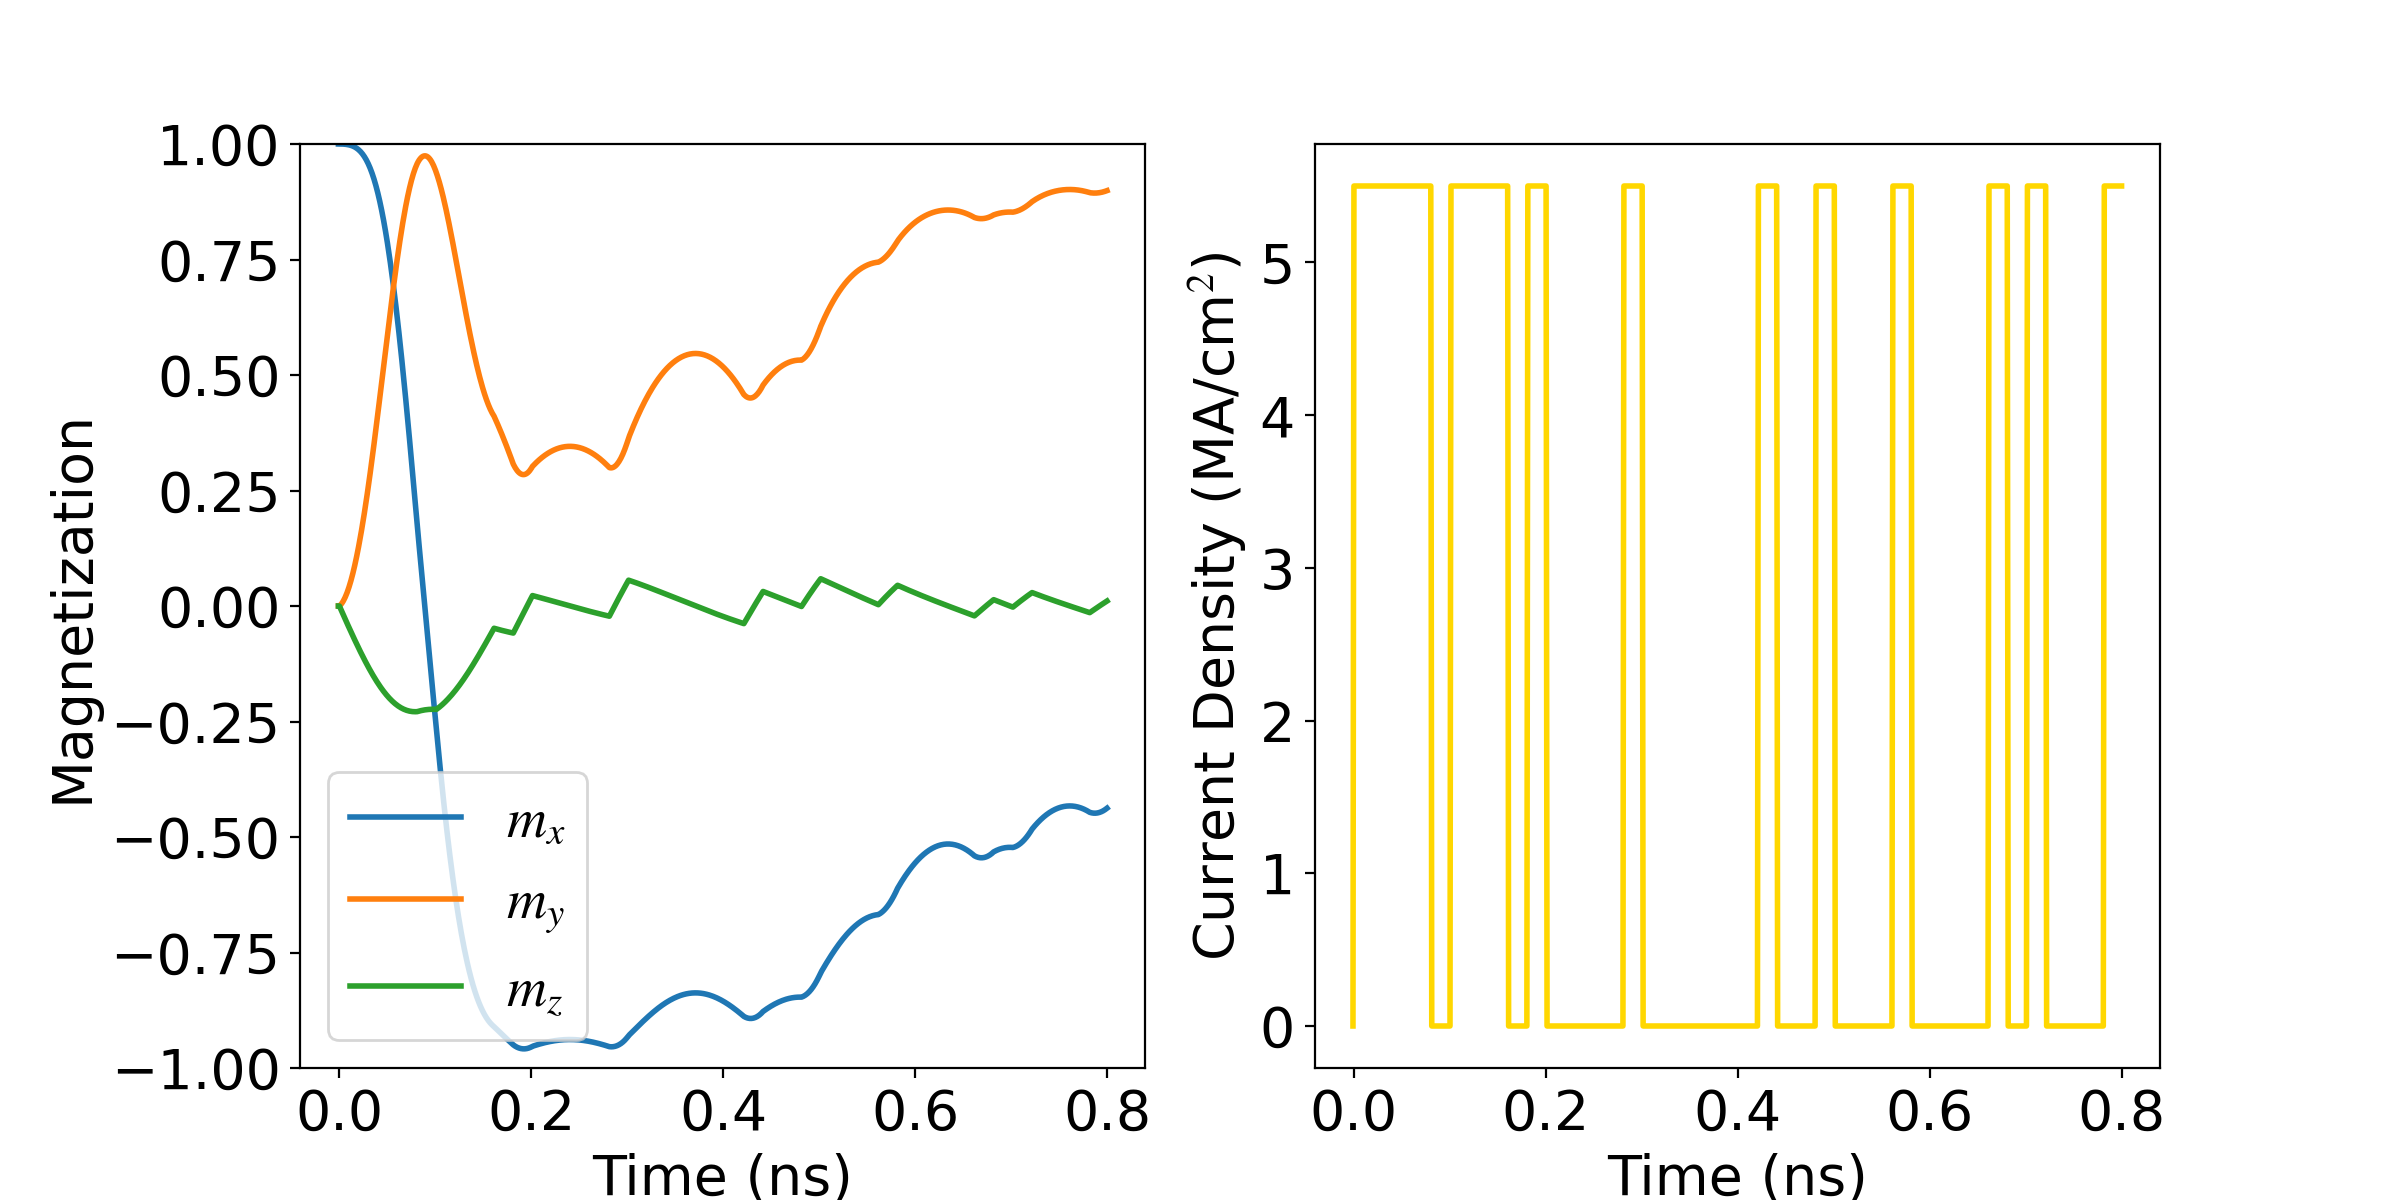 Magnetization
1.00
0.75
0.50
0.25
0.00
−0.25
−0.50
−0.75
−1.00
m_x
m_y
m_z
0.0 0.2 0.4 0.6 0.8
Time (ns)
Current Density (MA/cm²)
5
4
3
2
1
0
0.0 0.2 0.4 0.6 0.8
Time (ns)